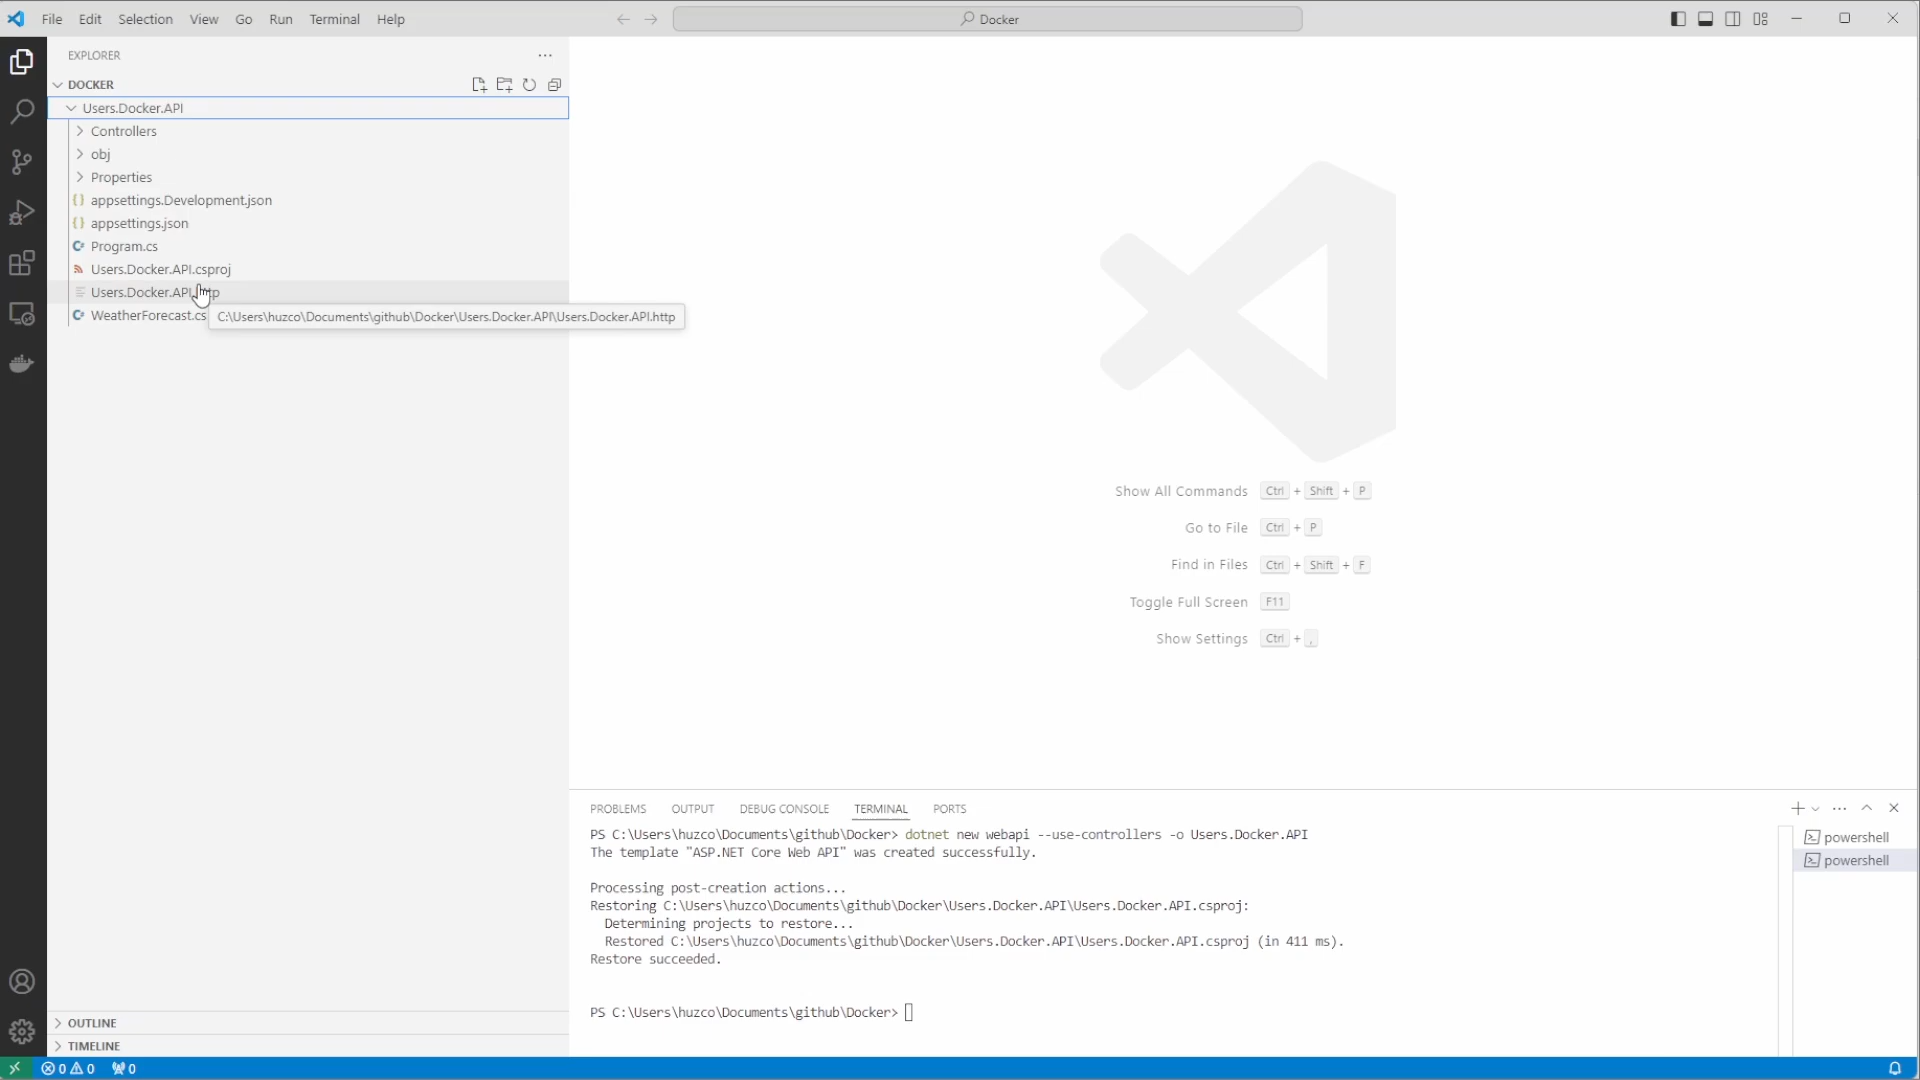 File Edit Selection View Go Run Terminal Help
Docker
EXPLORER
DOCKER
Users.Docker.API
Controllers
obj
Properties
appsettings.Development.json
appsettings.json
Program.cs
Users.Docker.API.csproj
Users.Docker.API
WeatherForecast.cs
C:\Users\huzco\Documents\github\Docker\Users.Docker.API\Users.Docker.API.http
Show All Commands Ctrl + Shift + P
Go to File Ctrl + P
Find in Files Ctrl + Shift + F
Toggle Full Screen F11
Show Settings Ctrl + ,
PROBLEMS OUTPUT DEBUG CONSOLE TERMINAL PORTS
PS C:\Users\huzco\Documents\github\Docker> dotnet new webapi --use-controllers -o Users.Docker.API
The template "ASP.NET Core Web API" was created successfully.
Processing post-creation actions...
Restoring C:\Users\huzco\Documents\github\Docker\Users.Docker.API\Users.Docker.API.csproj:
Determining projects to restore...
Restored C:\Users\huzco\Documents\github\Docker\Users.Docker.API\Users.Docker.API.csproj (in 411 ms).
Restore succeeded.
PS C:\Users\huzco\Documents\github\Docker>
powershell
powershell
OUTLINE
TIMELINE
0 0 0